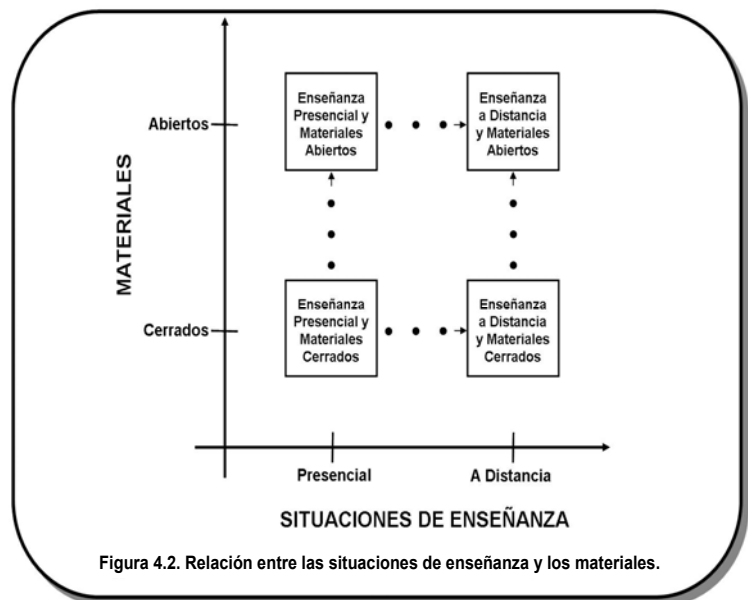 MATERIALES
Abiertos
Enseñanza
Presencial y
Materiales
Abiertos
Enseñanza
a Distancia
y Materiales
Abiertos
Cerrados
Enseñanza
Presencial y
Materiales
Cerrados
Enseñanza
a Distancia
y Materiales
Cerrados
Presencial
A Distancia
SITUACIONES DE ENSEÑANZA
Figura 4.2. Relación entre las situaciones de enseñanza y los materiales.